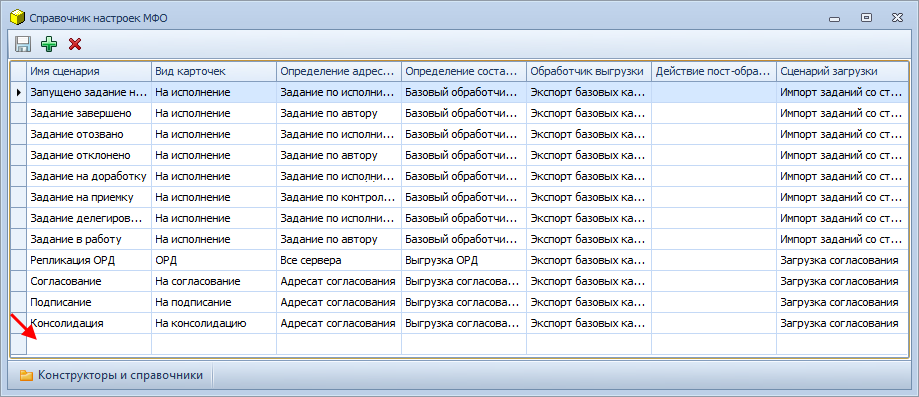 Справочник настроек МФО
Имя сценария Вид карточек Определение адрес... Определение соста... Обработчик выгрузки Действие пост-обра... Сценарий загрузки
Запущено задание н... На исполнение Задание по исполни... Базовый обработчи... Экспорт базовых ка... Импорт заданий со ст...
Задание завершено На исполнение Задание по автору Базовый обработчи... Экспорт базовых ка... Импорт заданий со ст...
Задание отозвано На исполнение Задание по исполни... Базовый обработчи... Экспорт базовых ка... Импорт заданий со ст...
Задание отклонено На исполнение Задание по автору Базовый обработчи... Экспорт базовых ка... Импорт заданий со ст...
Задание на доработку На исполнение Задание по исполни... Базовый обработчи... Экспорт базовых ка... Импорт заданий со ст...
Задание на приемку На исполнение Задание по контрол... Базовый обработчи... Экспорт базовых ка... Импорт заданий со ст...
Задание делегиров... На исполнение Задание по исполни... Базовый обработчи... Экспорт базовых ка... Импорт заданий со ст...
Задание в работу На исполнение Задание по автору Базовый обработчи... Экспорт базовых ка... Импорт заданий со ст...
Репликация ОРД ОРД Все сервера Выгрузка ОРД Экспорт базовых ка... Загрузка согласования
Согласование На согласование Адресат согласования Выгрузка согласова... Экспорт базовых ка... Загрузка согласования
Подписание На подписание Адресат согласования Выгрузка согласова... Экспорт базовых ка... Загрузка согласования
Консолидация На консолидацию Адресат согласования Выгрузка согласова... Экспорт базовых ка... Загрузка согласования
Конструкторы и справочники